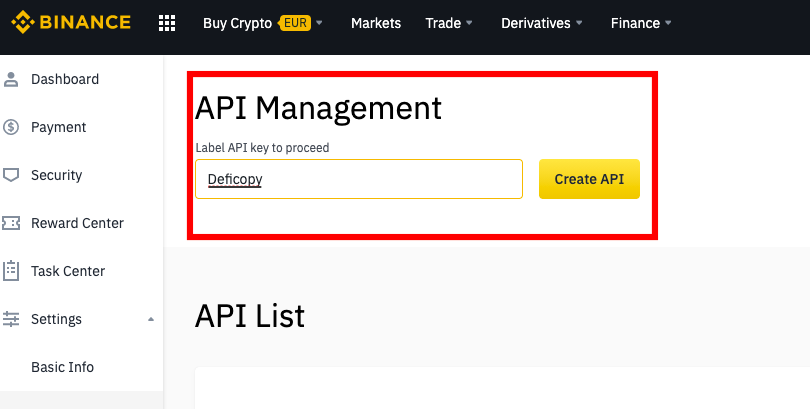 BINANCE
Buy Crypto EUR Markets Trade Derivatives Finance
Dashboard
Payment
Security
Reward Center
Task Center
Settings
Basic Info
API Management
Label API key to proceed
Deficopy
Create API
API List